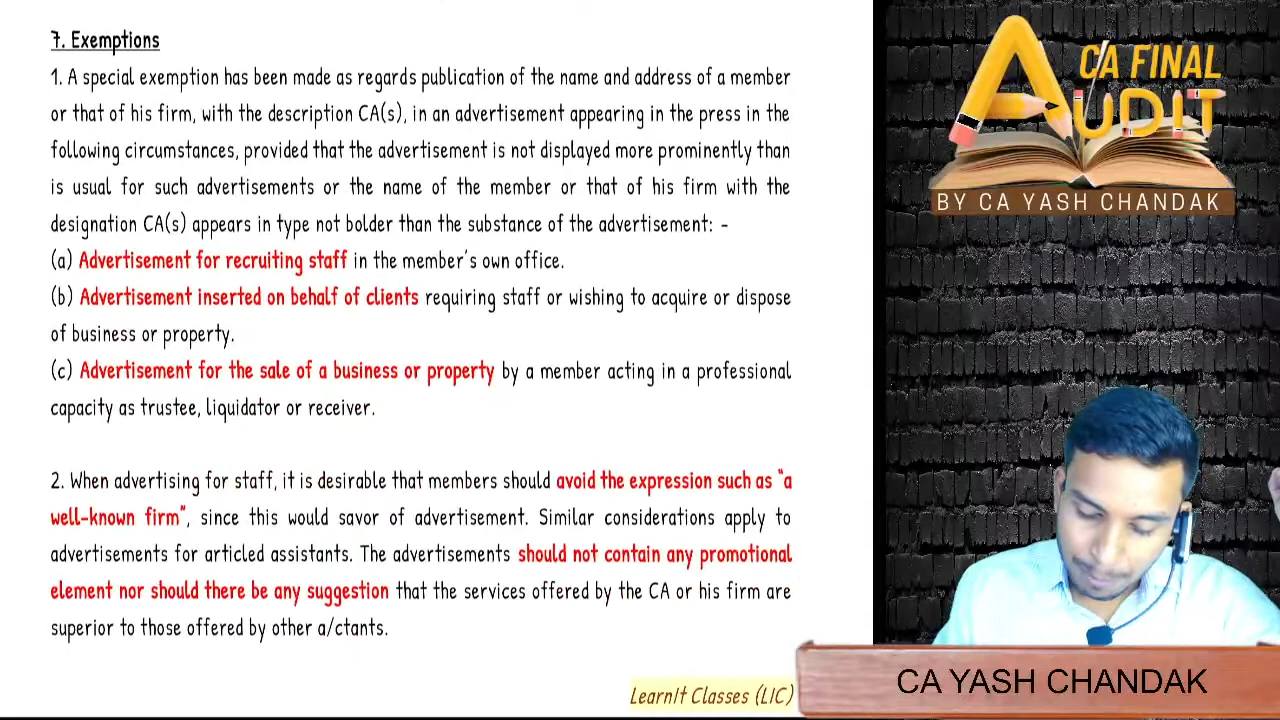 7. Exemptions
1. A special exemption has been made as regards publication of the name and address of a member
or that of his firm, with the description CA(s), in an advertisement appearing in the press in the
following circumstances, provided that the advertisement is not displayed more prominently than
is usual for such advertisements or the name of the member or that of his firm with the
designation CA(s) appears in type not bolder than the substance of the advertisement: -
(a) Advertisement for recruiting staff in the member's own office.
(b) Advertisement inserted on behalf of clients requiring staff or wishing to acquire or dispose
of business or property.
(c) Advertisement for the sale of a business or property by a member acting in a professional
capacity as trustee, liquidator or receiver.
2. When advertising for staff, it is desirable that members should avoid the expression such as "a
well-known firm", since this would savor of advertisement. Similar considerations apply to
advertisements for articled assistants. The advertisements should not contain any promotional
element nor should there be any suggestion that the services offered by the CA or his firm are
superior to those offered by other a/ctants.
LearnIt Classes (LIC)
CA FINAL
AUDIT
BY CA YASH CHANDAK
CA YASH CHANDAK